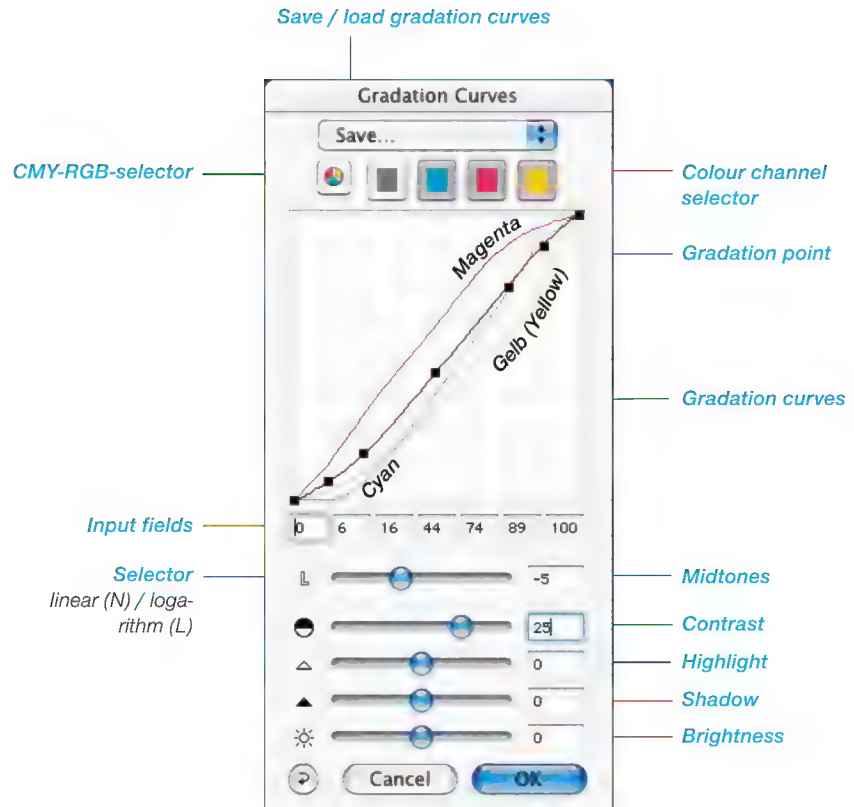 Save / load gradation curves
Gradation Curves
Save...
CMY-RGB-selector
Colour channel
selector
Magenta
Gradation point
Gelb (Yellow)
Gradation curves
Cyan
Input fields
0 6 16 44 74 89 100
Selector
linear (N) / loga-
rithm (L)
L
-5
Midtones
25
Contrast
0
Highlight
0
Shadow
0
Brightness
Cancel
OK